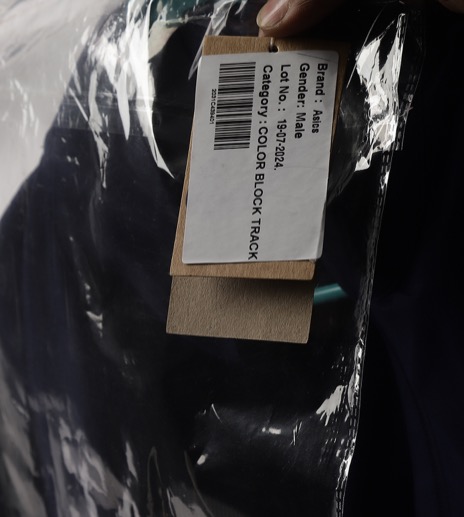 Brand : Asics
Gender: Male
Lot No. : 19-07-2024.
Category : COLOR BLOCK TRACK